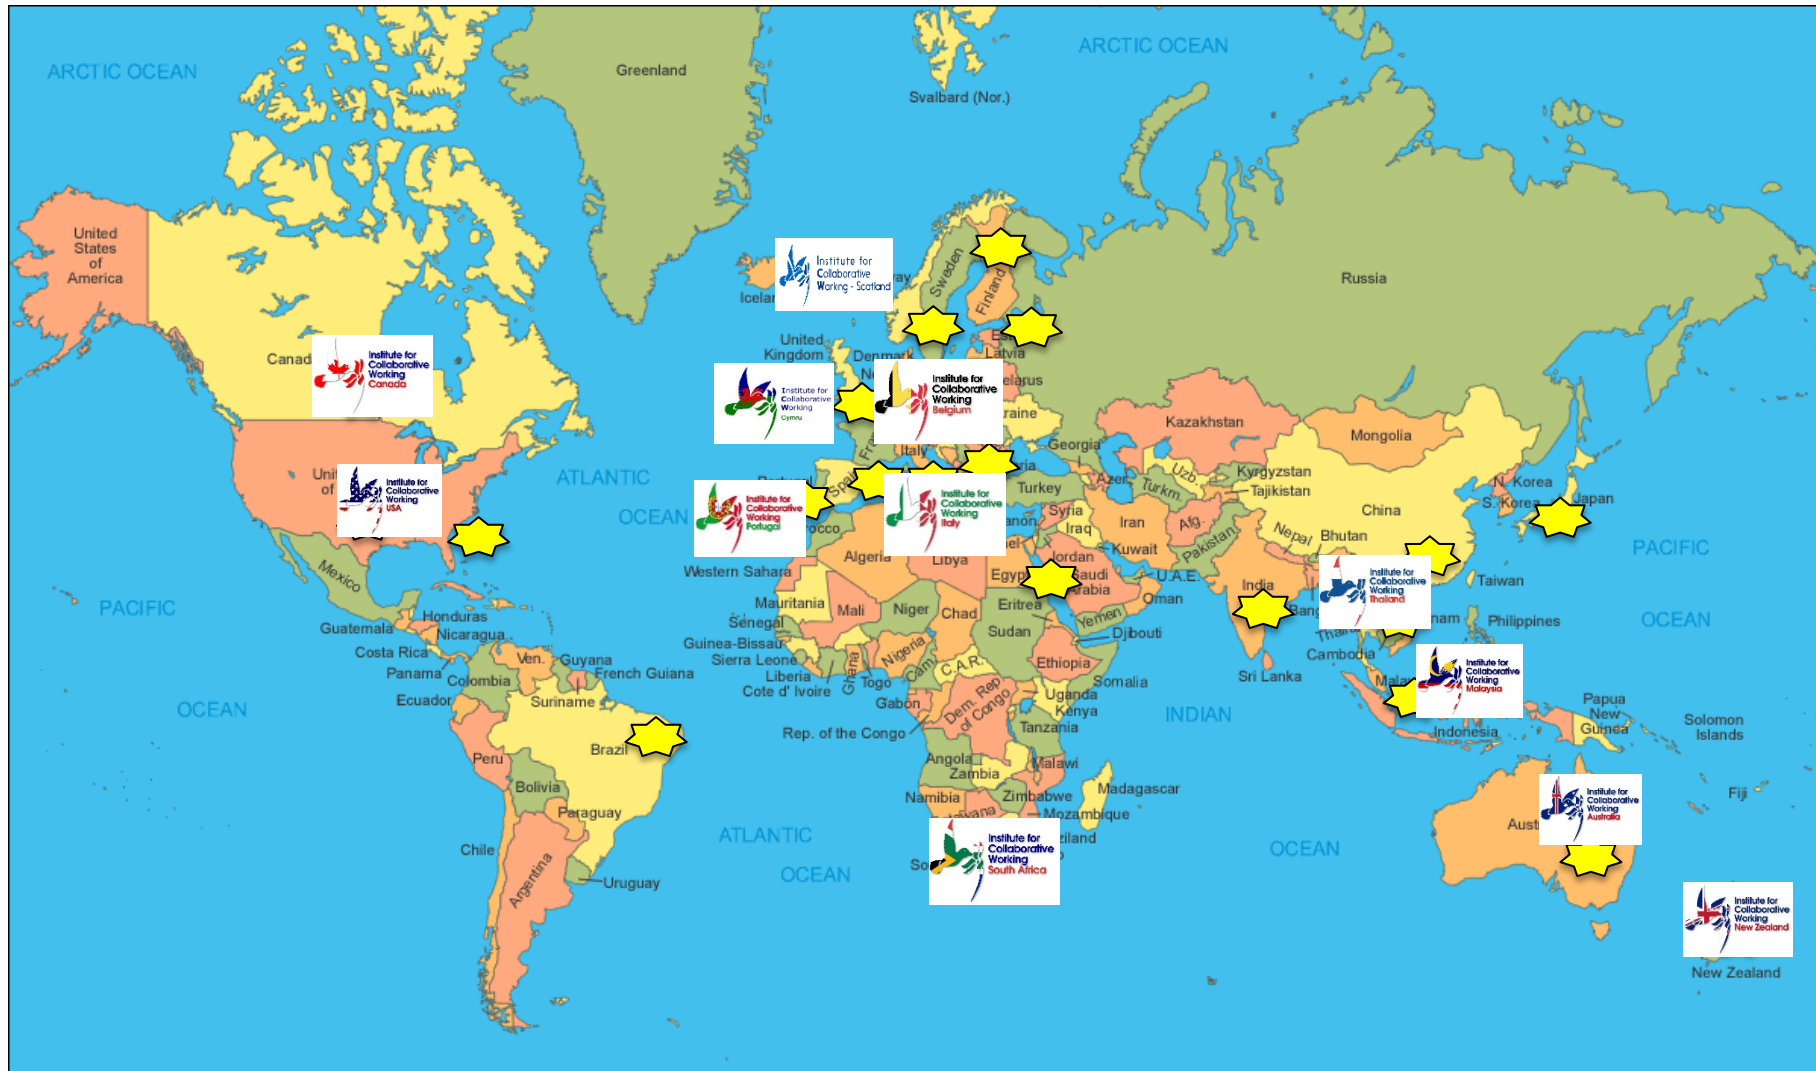 ARCTIC OCEAN
ARCTIC OCEAN
Greenland
Svalbard (Nor.)
United
States
of
America
Russia
Sweden
Finland
Institute for
Collaborative
Working - Scotland
United
Kingdom
Denmark
Latvia
Institute for
Collaborative
Working
Canada
Institute for
Collaborative
Working
Cymru
Institute for
Collaborative
Working
Belgium
Kazakhstan
Mongolia
Georgia
Italy
Uzb.
Kyrgyzstan
Turkm.
Tajikistan
Azer.
Turkey
ATLANTIC
OCEAN
Institute for
Collaborative
Working
USA
Institute for
Collaborative
Working
Portugal
Institute for
Collaborative
Working
Italy
N. Korea
S. Korea
Japan
China
Syria
Iraq
Iran
Afg.
Pakistan
Nepal
Bhutan
Kuwait
Jordan
Saudi
Arabia
U.A.E.
Oman
India
Taiwan
PACIFIC
OCEAN
Algeria
Libya
Egypt
Western Sahara
Mauritania
Mali
Niger
Chad
Eritrea
Sudan
Yemen
Djibouti
Senegal
Guinea-Bissau
Sierra Leone
Liberia
Cote d' Ivoire
Ghana
Togo
Nigeria
Cam.
C.A.R.
Ethiopia
Somalia
Mexico
PACIFIC
OCEAN
Honduras
Guatemala
Nicaragua
Costa Rica
Panama
Ven.
Guyana
French Guiana
Colombia
Suriname
Ecuador
Brazil
Peru
Bolivia
Paraguay
Chile
Argentina
Uruguay
Institute for
Collaborative
Working
Thailand
Philippines
Cambodia
Sri Lanka
Institute for
Collaborative
Working
Malaysia
Indonesia
Papua
New
Guinea
Solomon
Islands
Gabon
Rep. of the Congo
Dem. Rep
of Congo
Uganda
Kenya
Tanzania
Angola
Zambia
Malawi
Namibia
Zimbabwe
Mozambique
Madagascar
INDIAN
OCEAN
ATLANTIC
OCEAN
Institute for
Collaborative
Working
South Africa
Institute for
Collaborative
Working
Australia
Fiji
Institute for
Collaborative
Working
New Zealand
New Zealand